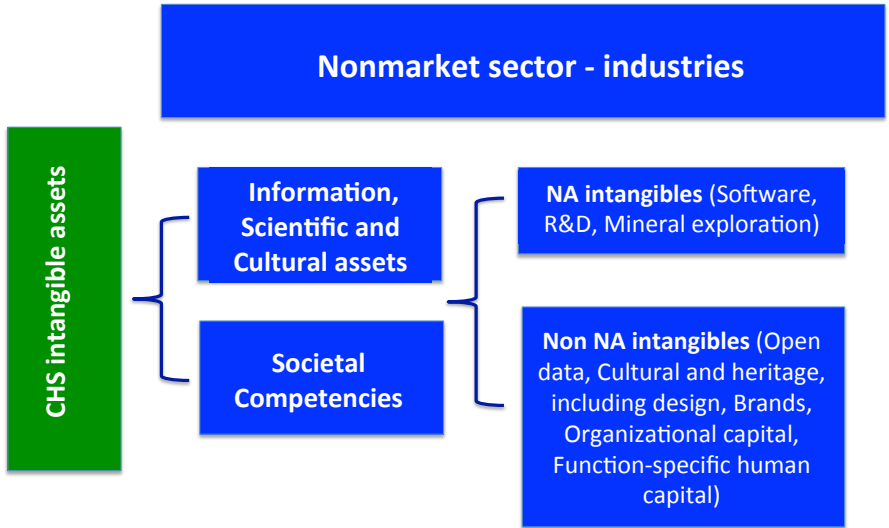 Nonmarket sector - industries
CHS intangible assets
Information,
Scientific and
Cultural assets
Societal
Competencies
NA intangibles (Software,
R&D, Mineral exploration)
Non NA intangibles (Open
data, Cultural and heritage,
including design, Brands,
Organizational capital,
Function-specific human
capital)